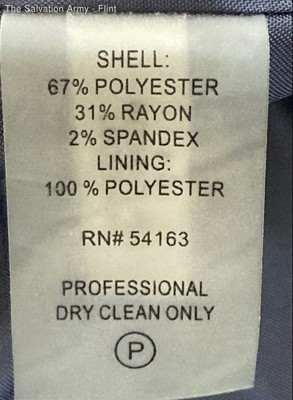 The Salvation Army - Flint
SHELL:
67% POLYESTER
31% RAYON
2% SPANDEX
LINING:
100 % POLYESTER
RN# 54163
PROFESSIONAL
DRY CLEAN ONLY
P